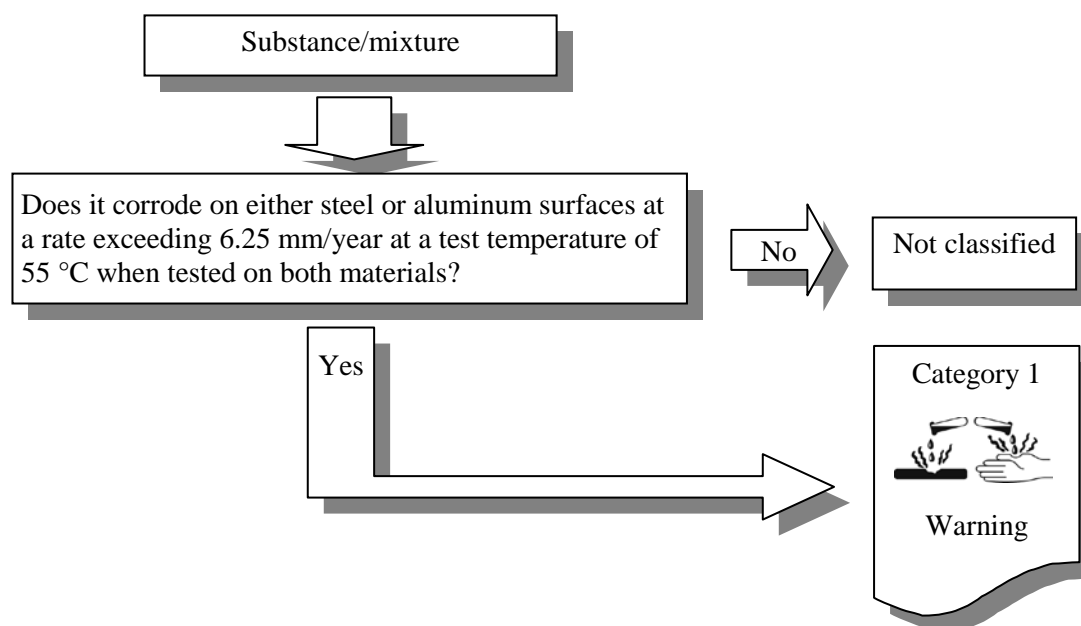 Substance/mixture
Does it corrode on either steel or aluminum surfaces at
a rate exceeding 6.25 mm/year at a test temperature of
55 °C when tested on both materials?
No
Not classified
Yes
Category 1
Warning